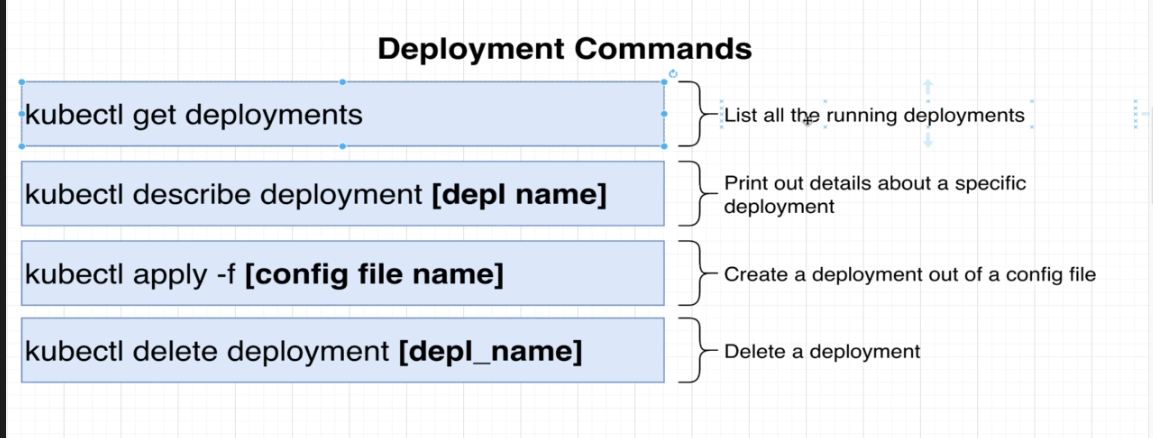 Deployment Commands
kubectl get deployments
List all the running deployments
kubectl describe deployment [depl name]
Print out details about a specific
deployment
kubectl apply -f [config file name]
Create a deployment out of a config file
kubectl delete deployment [depl_name]
Delete a deployment